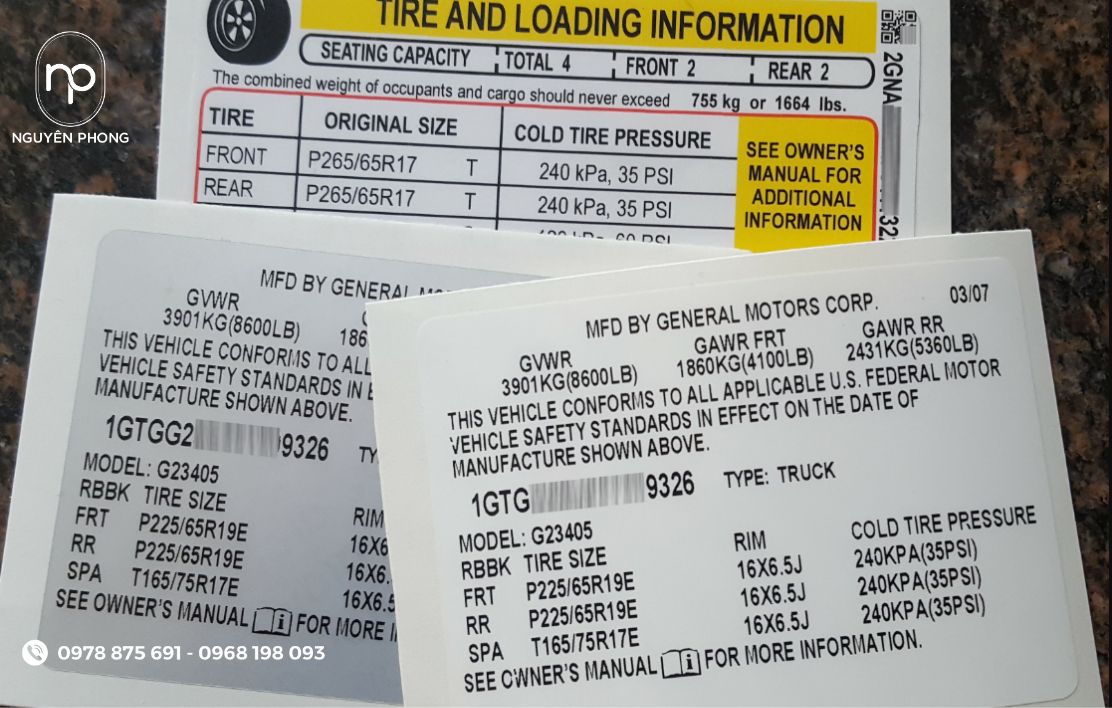 TIRE AND LOADING INFORMATION
SEATING CAPACITY TOTAL 4 FRONT 2 REAR 2
The combined weight of occupants and cargo should never exceed 755 kg or 1664 lbs.
TIRE ORIGINAL SIZE COLD TIRE PRESSURE
FRONT P265/65R17 T 240 kPa, 35 PSI
REAR P265/65R17 T 240 kPa, 35 PSI
SEE OWNER'S
MANUAL FOR
ADDITIONAL
INFORMATION
2GNA
np
NGUYÊN PHONG
MFD BY GENERAL
GVWR
3901KG(8600LB)
THIS VEHICLE CONFORMS TO ALL
VEHICLE SAFETY STANDARDS IN
MANUFACTURE SHOWN ABOVE.
1GTGG2 9326
MODEL: G23405
RBBK TIRE SIZE RIM
FRT P225/65R19E 16X6
RR P225/65R19E 16X6.
SPA T165/75R17E 16X6.5
SEE OWNER'S MANUAL FOR MORE
MFD BY GENERAL MOTORS CORP. 03/07
GVWR GAWR FRT GAWR RR
3901KG(8600LB) 1860KG(4100LB) 2431KG(5360LB)
THIS VEHICLE CONFORMS TO ALL APPLICABLE U.S. FEDERAL MOTOR
VEHICLE SAFETY STANDARDS IN EFFECT ON THE DATE OF
MANUFACTURE SHOWN ABOVE.
1GTG 9326 TYPE: TRUCK
MODEL: G23405
RBBK TIRE SIZE RIM COLD TIRE PRESSURE
FRT P225/65R19E 16X6.5J 240KPA(35PSI)
RR P225/65R19E 16X6.5J 240KPA(35PSI)
SPA T165/75R17E 16X6.5J 240KPA(35PSI)
SEE OWNER'S MANUAL FOR MORE INFORMATION.
0978 875 691 - 0968 198 093